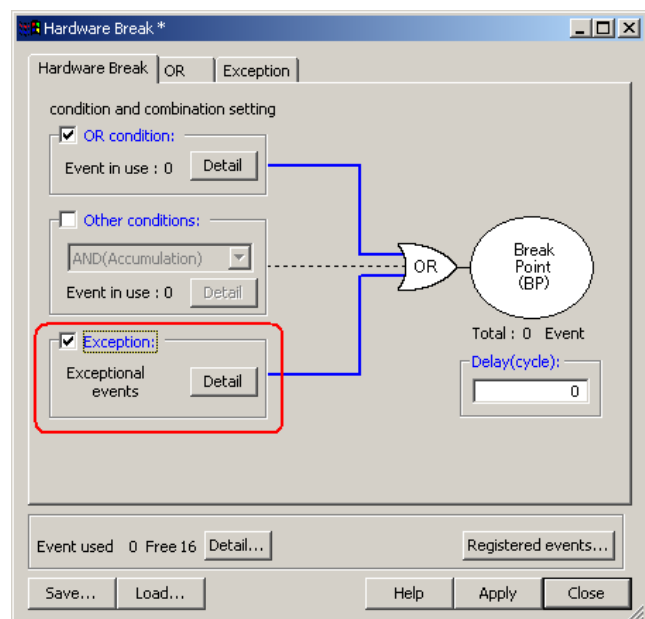 Hardware Break *
Hardware Break OR Exception
condition and combination setting
OR condition:
Event in use : 0 Detail
Other conditions:
AND(Accumulation)
Event in use : 0 Detail
Exception:
Exceptional
events
Detail
OR
Break
Point
(BP)
Total : 0 Event
Delay(cycle):
0
Event used 0 Free 16 Detail... Registered events...
Save... Load... Help Apply Close